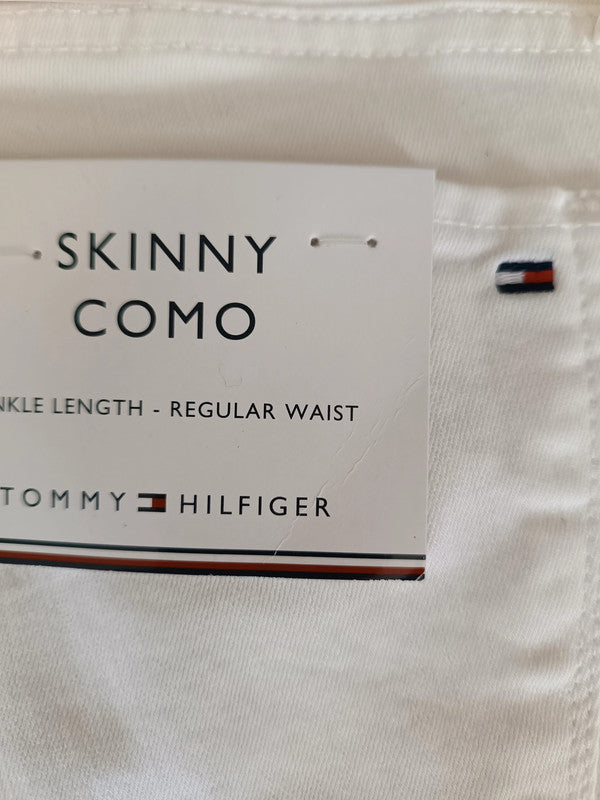 SKINNY
COMO
NKLE LENGTH - REGULAR WAIST
TOMMY HILFIGER